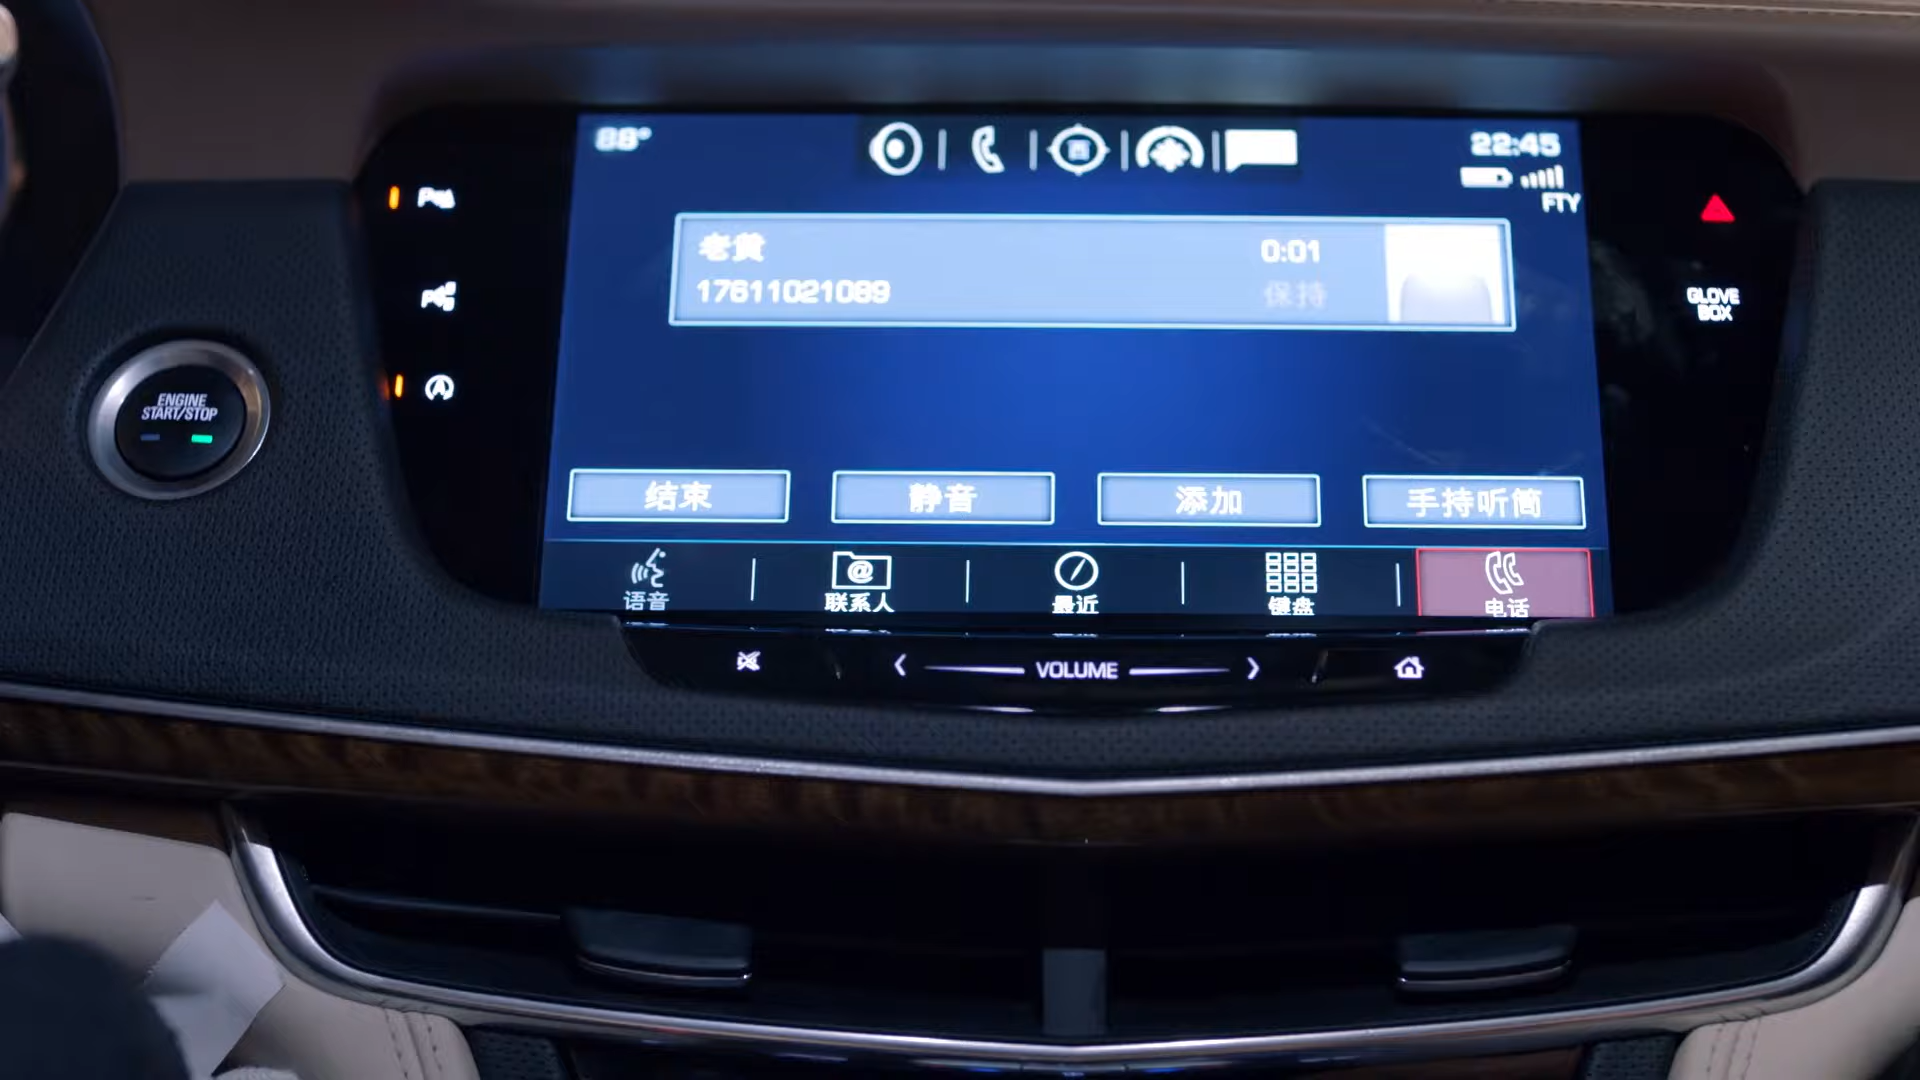 88°
西
22:45
FTY
老黄
0:01
17611021089
保持
GLOVE
BOX
ENGINE
START/STOP
结束
静音
添加
手持听筒
语音
联系人
最近
键盘
电话
VOLUME